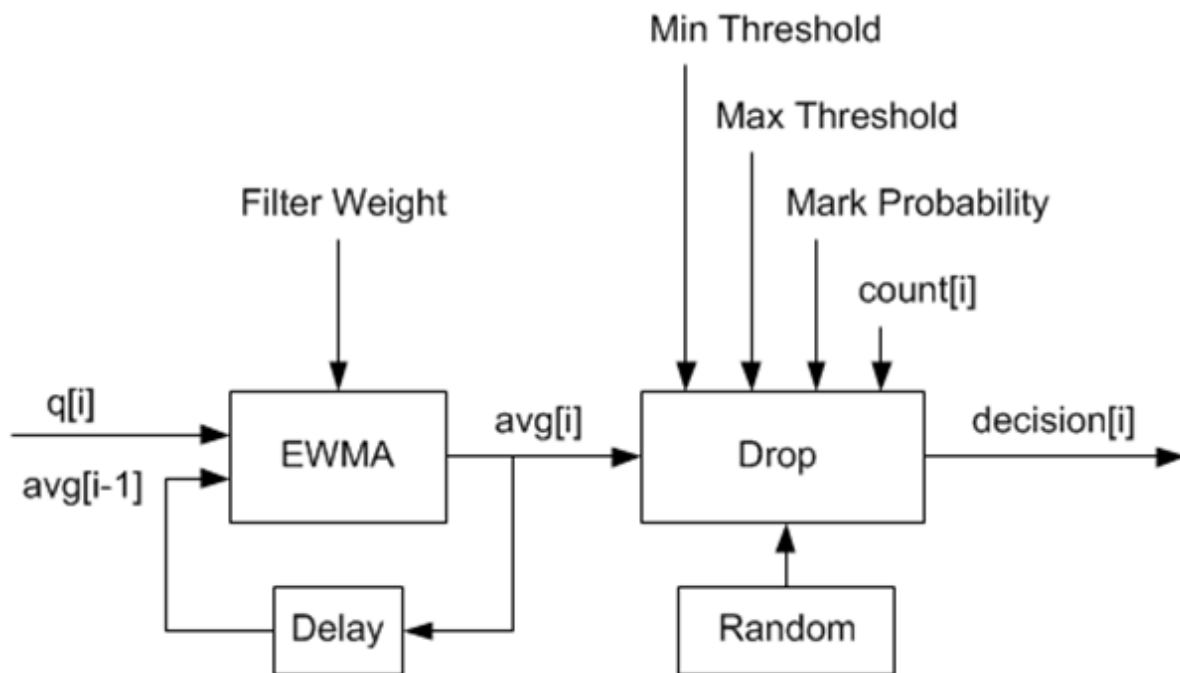 Min Threshold
Max Threshold
Filter Weight
Mark Probability
count[i]
q[i]
avg[i]
decision[i]
EWMA
Drop
avg[i-1]
Delay
Random